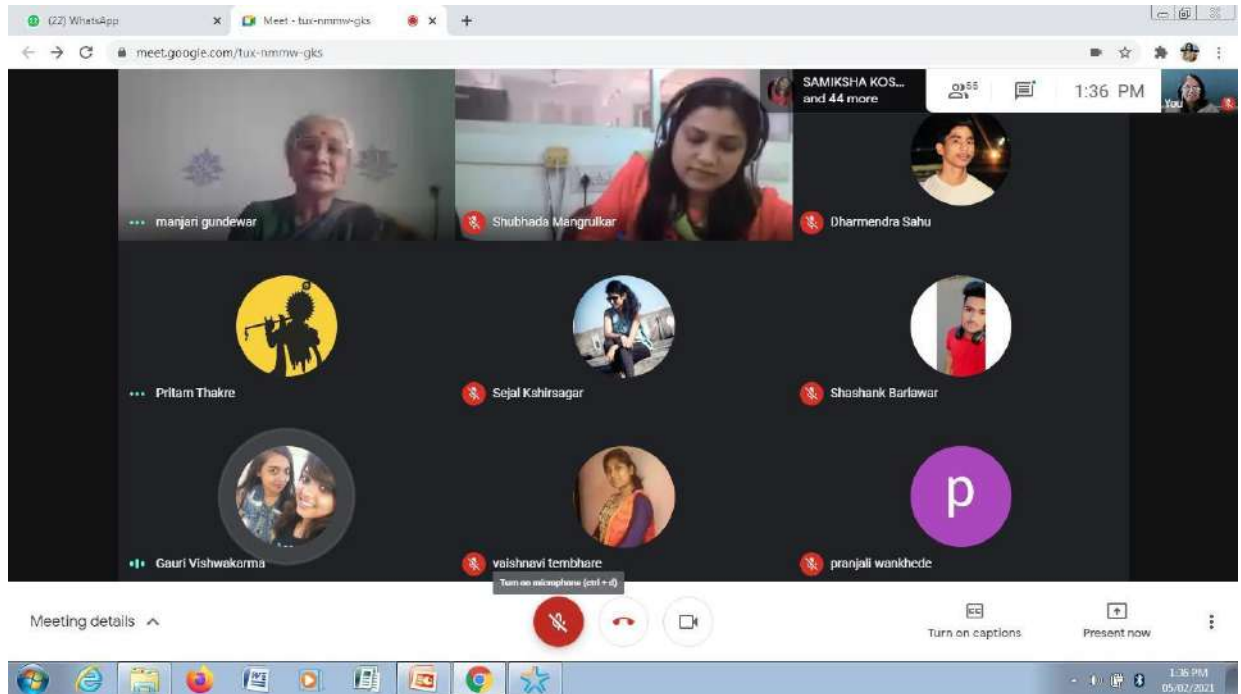 (22) WhatsApp
Meet - tux-nmmw-gks
meet.google.com/tux-nmmw-gks
SAMIKSHA KOS...
and 44 more
55
1:36 PM
You
manjari gundewar
Shubhada Mangrulkar
Dharmendra Sahu
Pritam Thakre
Sejal Kshirsagar
Shashank Barlawar
Gauri Vishwakarma
vaishnavi tembhare
p
pranjali wankhede
Turn on microphone (ctrl + d)
Meeting details
CC
Turn on captions
Present now
1:36 PM
05/02/2021